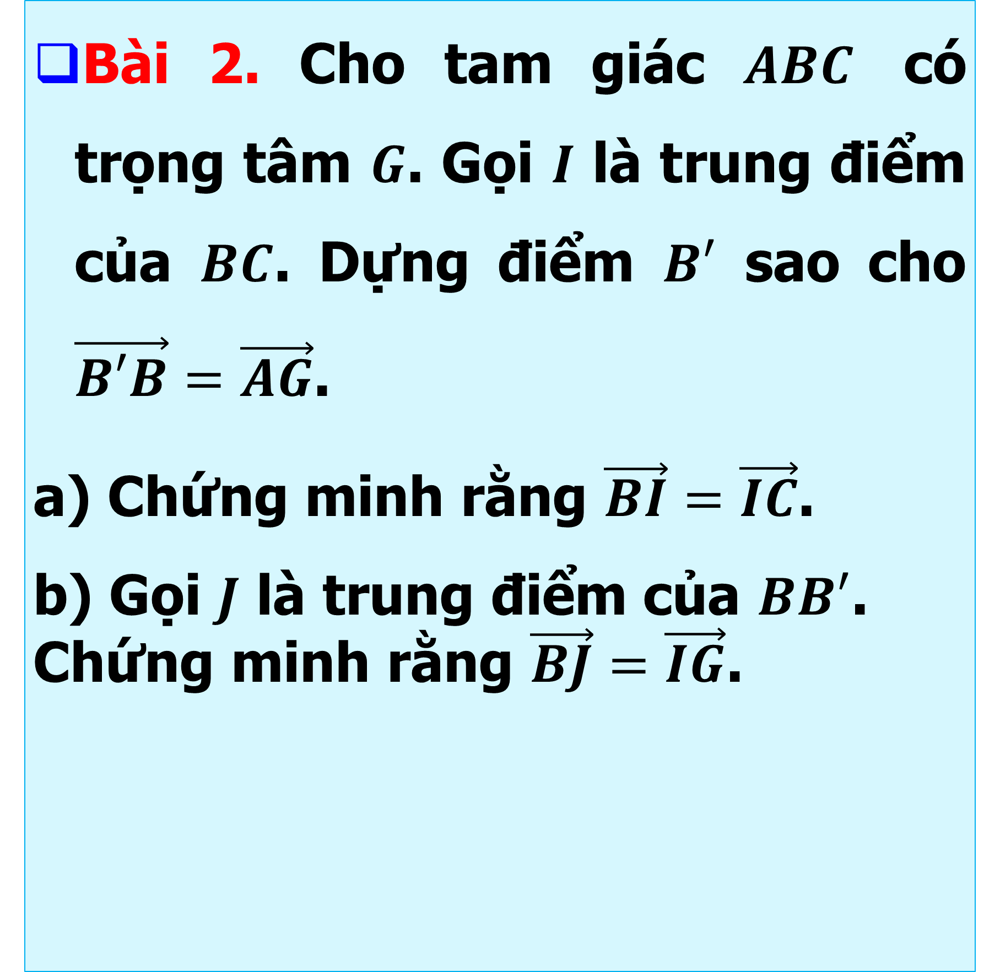 ❑Bài 2. Cho tam giác ABC có
trọng tâm G. Gọi I là trung điểm
của BC. Dựng điểm B′ sao cho
$\overrightarrow{B'B} = \overrightarrow{AG}$.
a) Chứng minh rằng $\overrightarrow{BI} = \overrightarrow{IC}$.
b) Gọi J là trung điểm của BB′.
Chứng minh rằng $\overrightarrow{BJ} = \overrightarrow{IG}$.